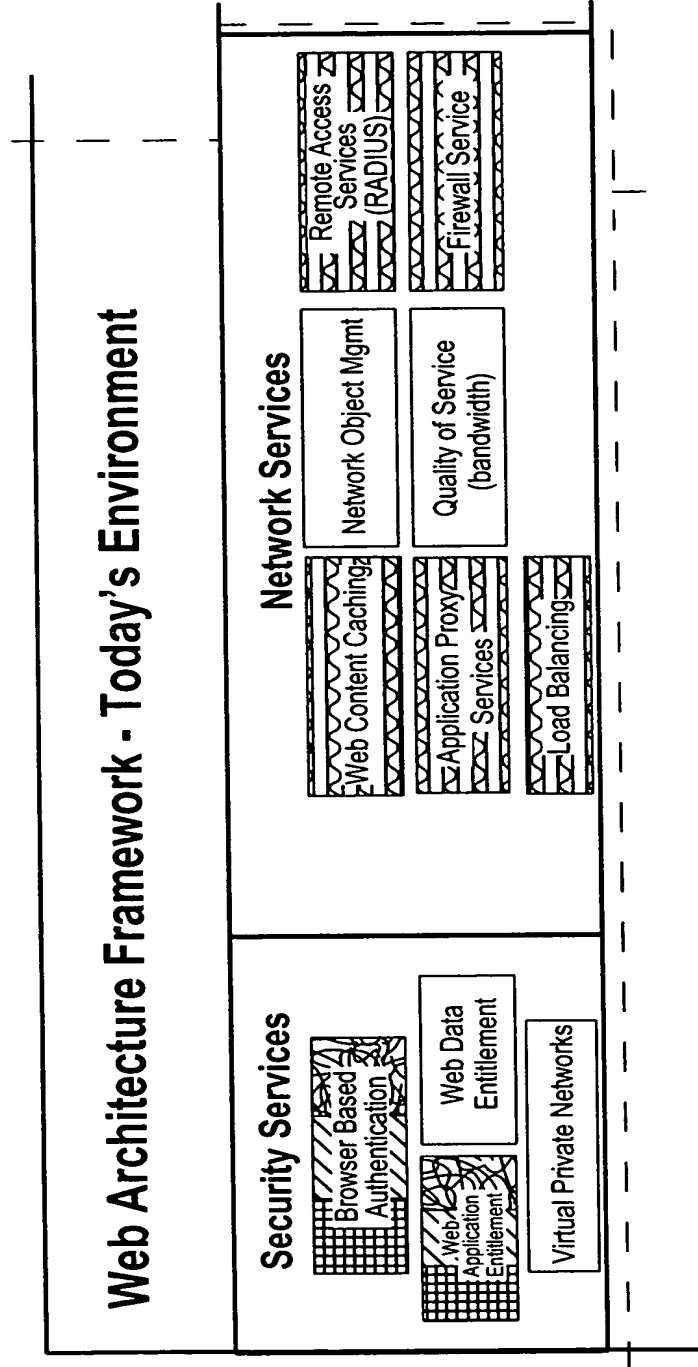 Web Architecture Framework - Today's Environment
Security Services
Browser Based
Authentication
Web
Application
Entitlement
Web Data
Entitlement
Virtual Private Networks
Network Services
Web Content Caching
Network Object Mgmt
Remote Access
Services
(RADIUS)
Application Proxy
Services
Quality of Service
(bandwidth)
Firewall Service
Load Balancing